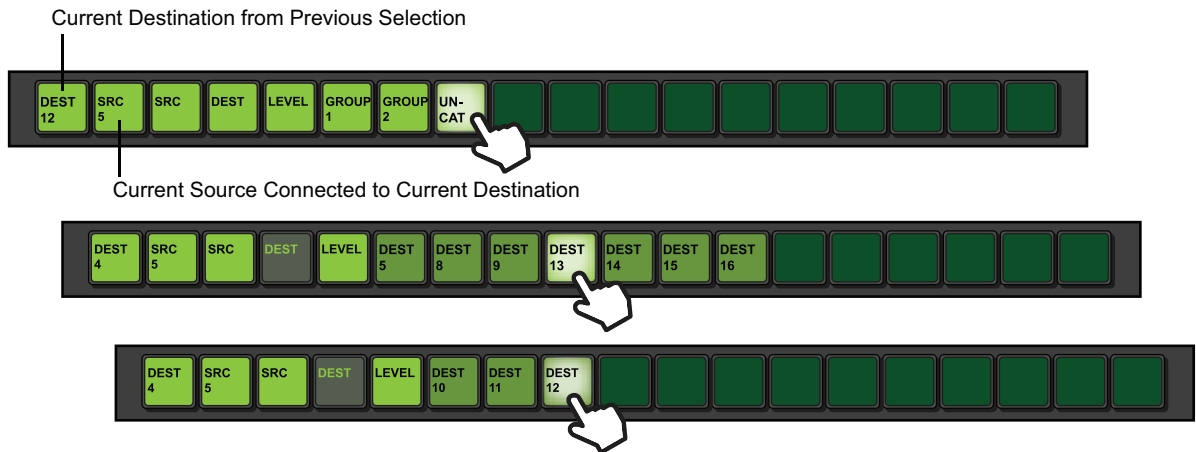 Current Destination from Previous Selection
DEST 12 SRC 5 SRC DEST LEVEL GROUP 1 GROUP 2 UN-CAT
Current Source Connected to Current Destination
DEST 4 SRC 5 SRC DEST LEVEL DEST 5 DEST 8 DEST 9 DEST 13 DEST 14 DEST 15 DEST 16
DEST 4 SRC 5 SRC DEST LEVEL DEST 10 DEST 11 DEST 12